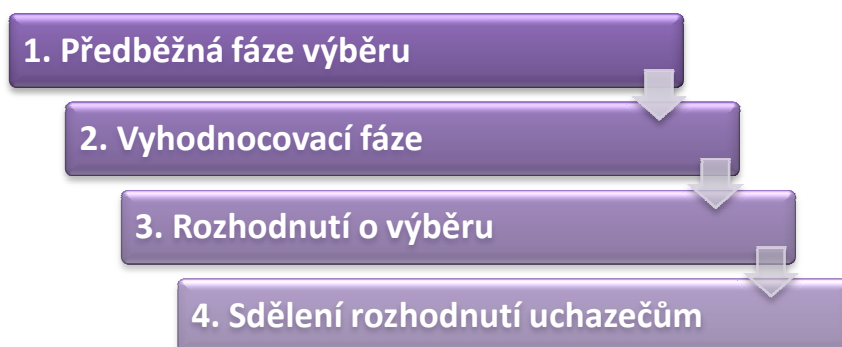 1. Předběžná fáze výběru
2. Vyhodnocovací fáze
3. Rozhodnutí o výběru
4. Sdělení rozhodnutí uchazečům